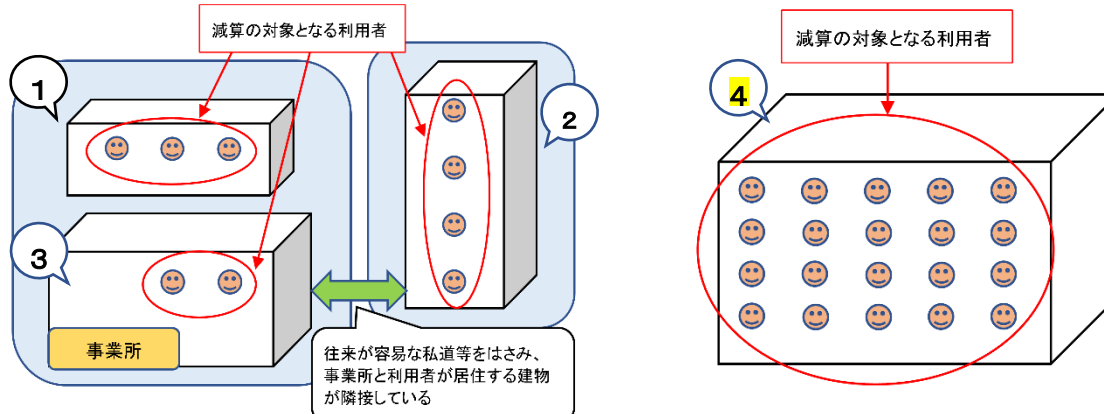 減算の対象となる利用者
1
2
3
事業所
往来が容易な私道等をはさみ、
事業所と利用者が居住する建物
が隣接している
減算の対象となる利用者
4